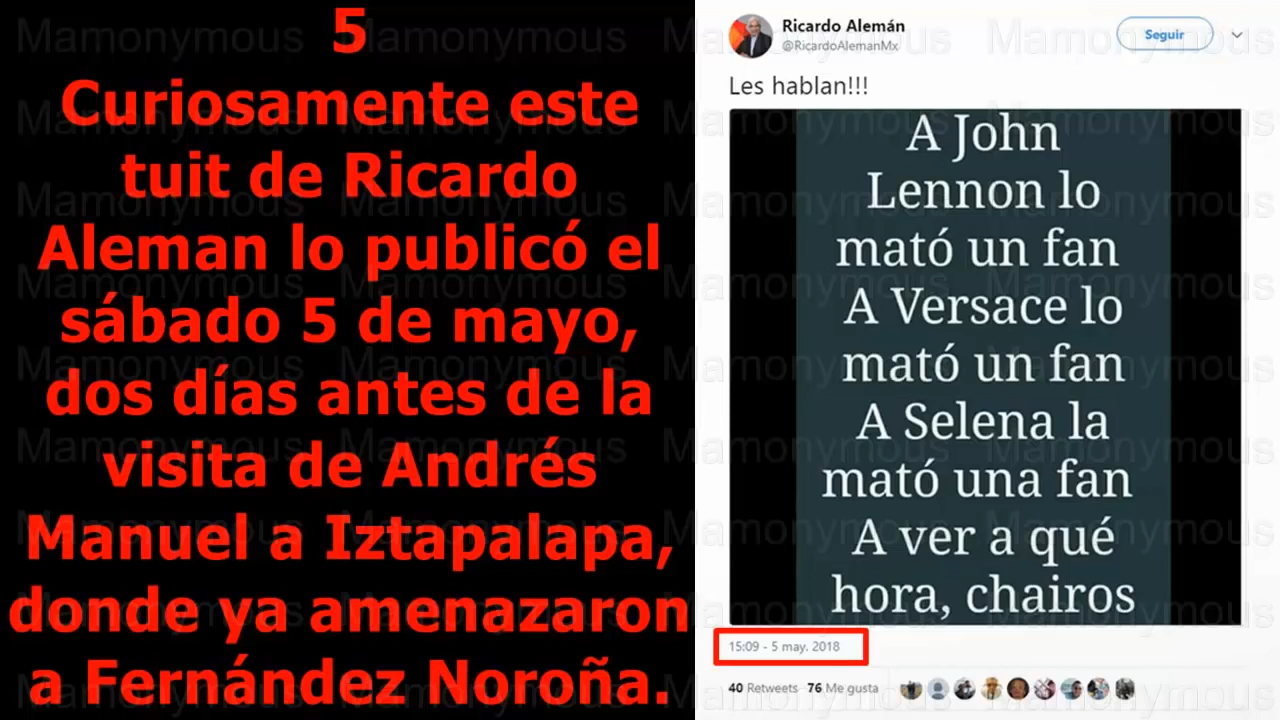 5
Curiosamente este
tuit de Ricardo
Aleman lo publicó el
sábado 5 de mayo,
dos días antes de la
visita de Andrés
Manuel a Iztapalapa,
donde ya amenazaron
a Fernández Noroña.
Ricardo Alemán
@RicardoAlemanMx
Seguir
Les hablan!!!
A John
Lennon lo
mató un fan
A Versace lo
mató un fan
A Selena la
mató una fan
A ver a qué
hora, chairos
15:09 - 5 may. 2018
40 Retweets 76 Me gusta
Mamonymous